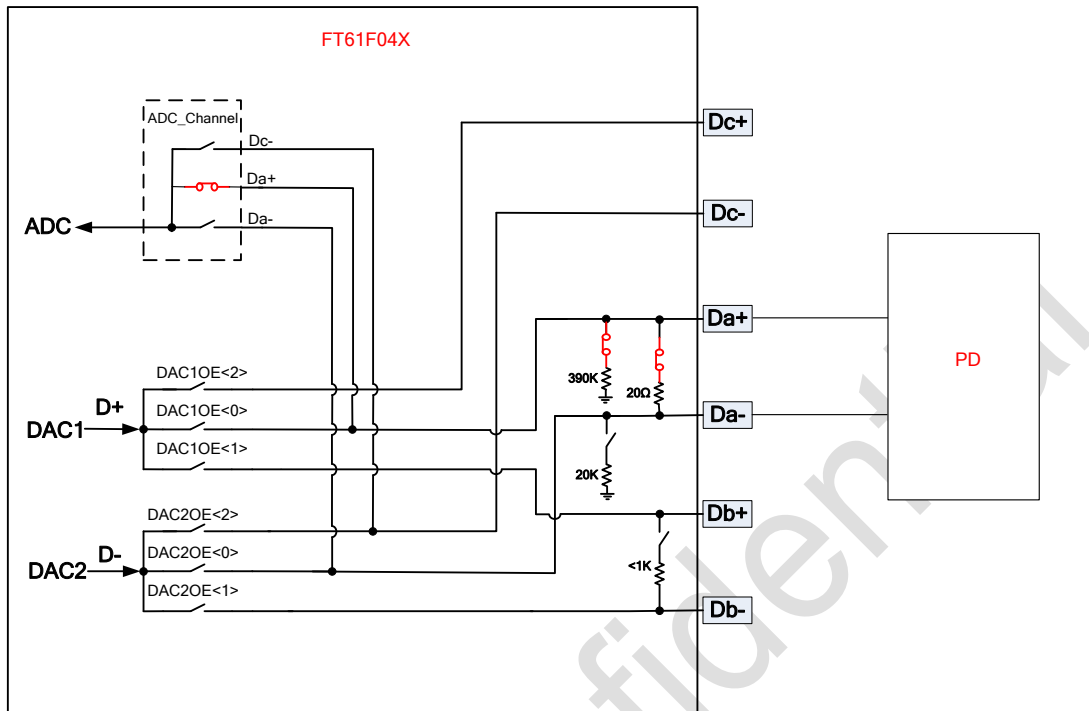 FT61F04X
ADC_Channel
Dc-
Da+
Da-
ADC
Dc+
Dc-
Da+
Da-
PD
390K
20Ω
20K
DAC1OE<2>
D+
DAC1OE<0>
DAC1
DAC1OE<1>
Db+
DAC2OE<2>
D-
DAC2OE<0>
DAC2
DAC2OE<1>
<1K
Db-